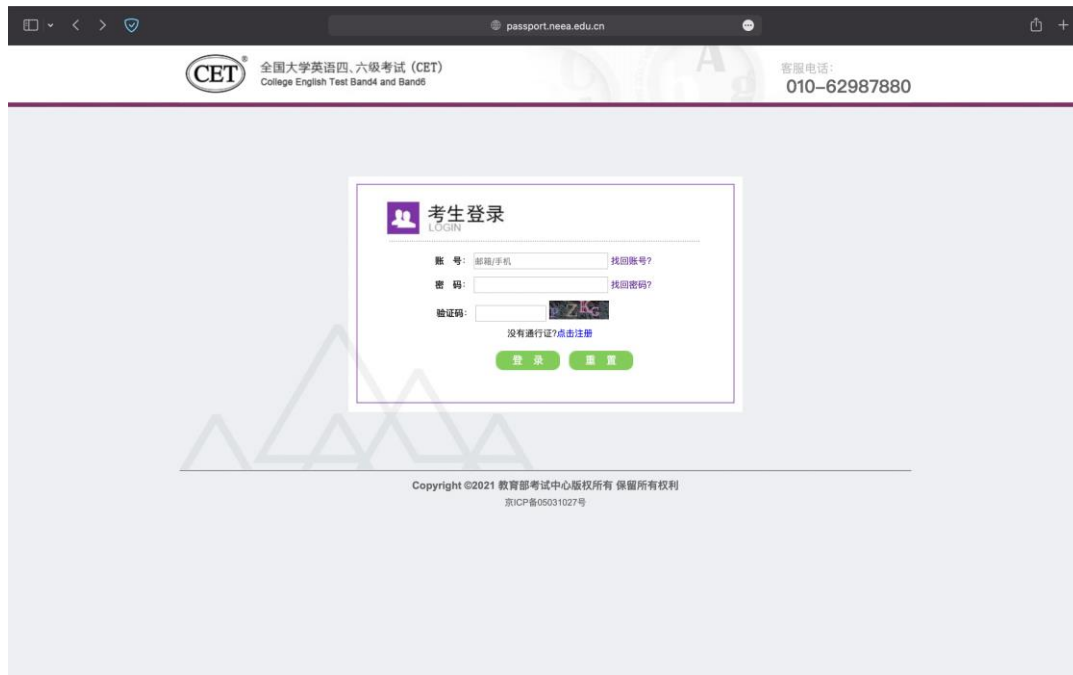 passport.neea.edu.cn
CET®
全国大学英语四、六级考试（CET）
College English Test Band4 and Band6
A
g
客服电话:
010-62987880
考生登录
LOGIN
账 号: 邮箱/手机 找回账号?
密 码: 找回密码?
验证码:
没有通行证?点击注册
登 录 重 置
Copyright ©2021 教育部考试中心版权所有 保留所有权利
京ICP备05031027号